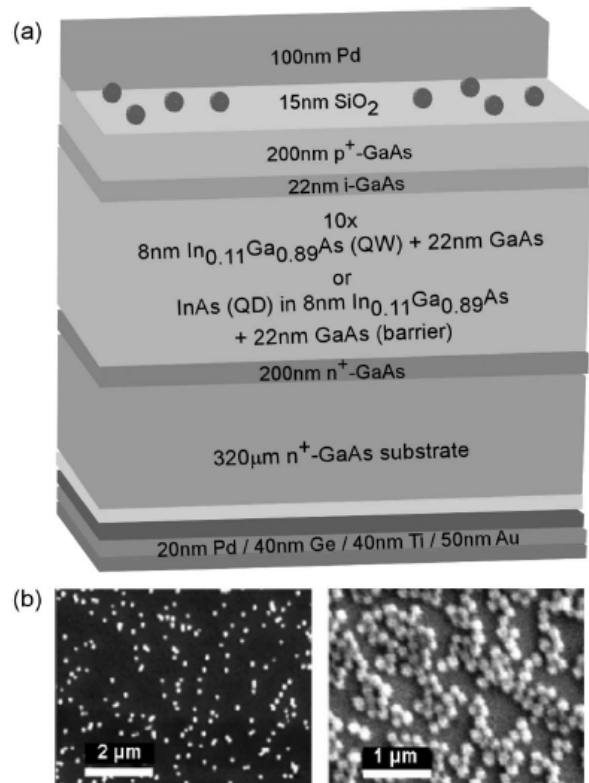 (a)
100nm Pd
15nm SiO₂
200nm p⁺-GaAs
22nm i-GaAs
10x
8nm In₀.₁₁Ga₀.₈₉As (QW) + 22nm GaAs
or
InAs (QD) in 8nm In₀.₁₁Ga₀.₈₉As
+ 22nm GaAs (barrier)
200nm n⁺-GaAs
320μm n⁺-GaAs substrate
20nm Pd / 40nm Ge / 40nm Ti / 50nm Au
(b)
2 μm
1 μm